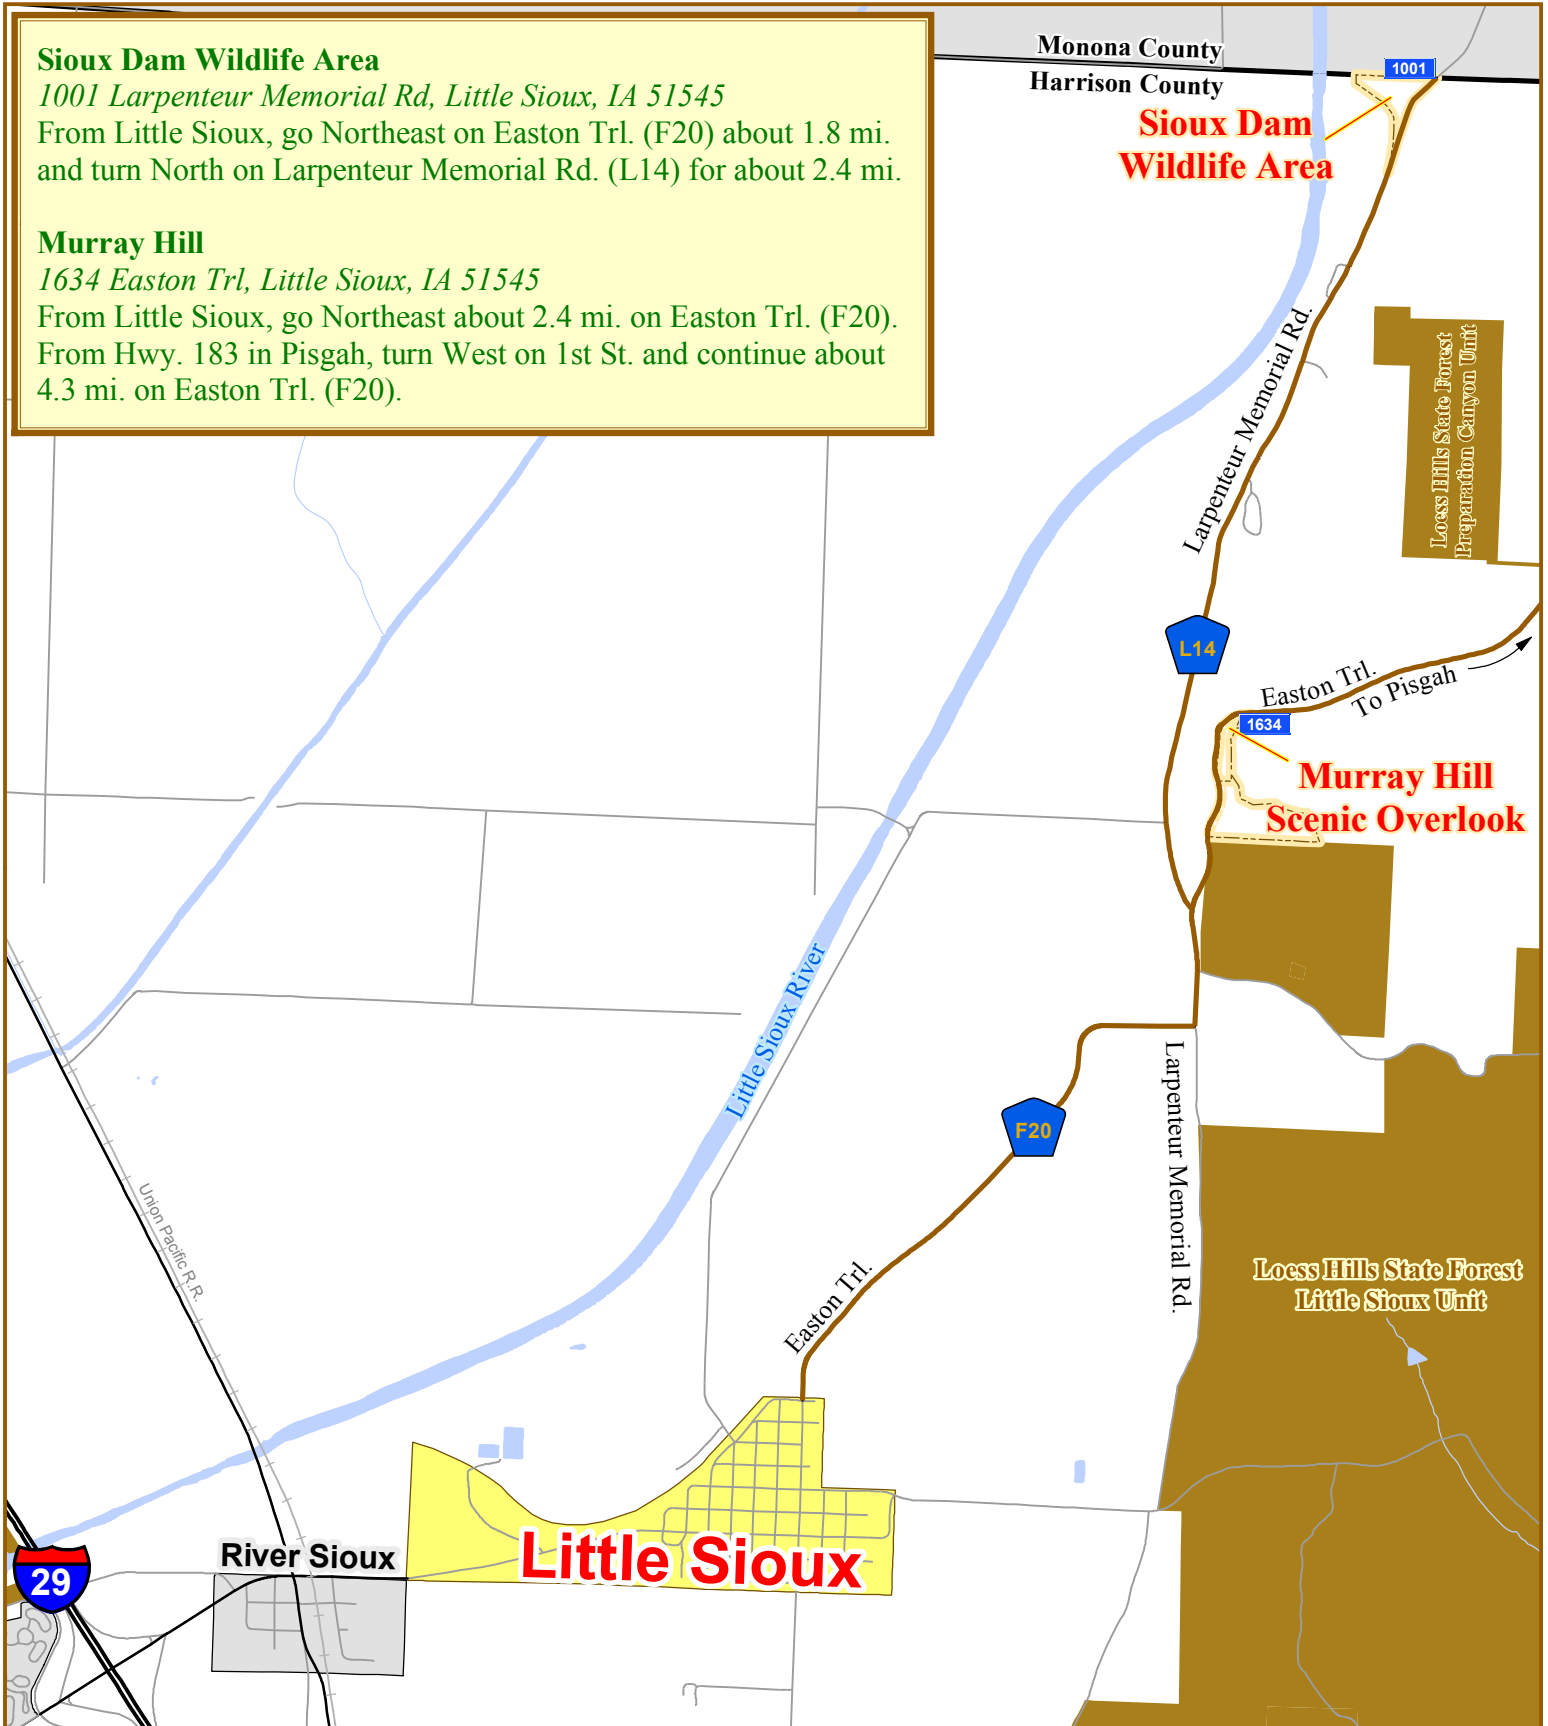 Sioux Dam Wildlife Area
1001 Larpenteur Memorial Rd, Little Sioux, IA 51545
From Little Sioux, go Northeast on Easton Trl. (F20) about 1.8 mi.
and turn North on Larpenteur Memorial Rd. (L14) for about 2.4 mi.
Murray Hill
1634 Easton Trl, Little Sioux, IA 51545
From Little Sioux, go Northeast about 2.4 mi. on Easton Trl. (F20).
From Hwy. 183 in Pisgah, turn West on 1st St. and continue about
4.3 mi. on Easton Trl. (F20).
Monona County
Harrison County
1001
Sioux Dam
Wildlife Area
Larpenteur Memorial Rd.
Loess Hills State Forest
Preparation Canyon Unit
L14
Easton Trl.
To Pisgah
1634
Murray Hill
Scenic Overlook
Little Sioux River
Larpenteur Memorial Rd.
F20
Easton Trl.
Union Pacific R.R.
Loess Hills State Forest
Little Sioux Unit
River Sioux
Little Sioux
29